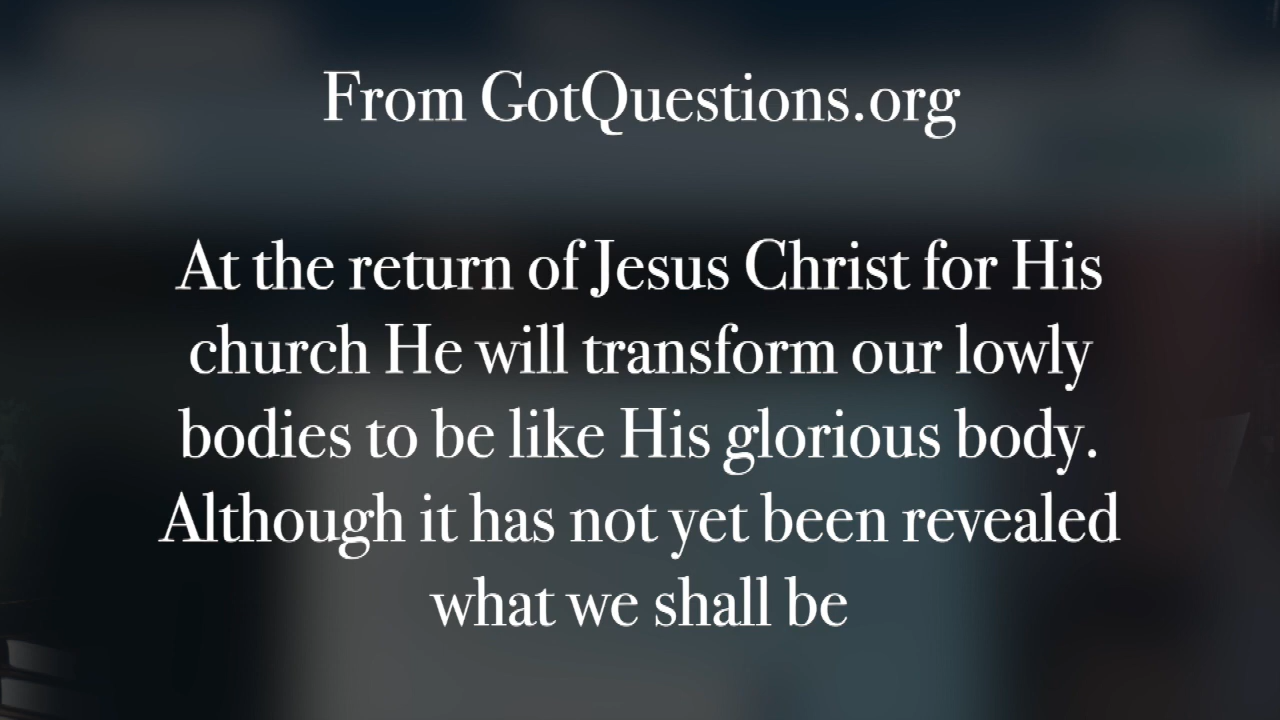 From GotQuestions.org
At the return of Jesus Christ for His
church He will transform our lowly
bodies to be like His glorious body.
Although it has not yet been revealed
what we shall be